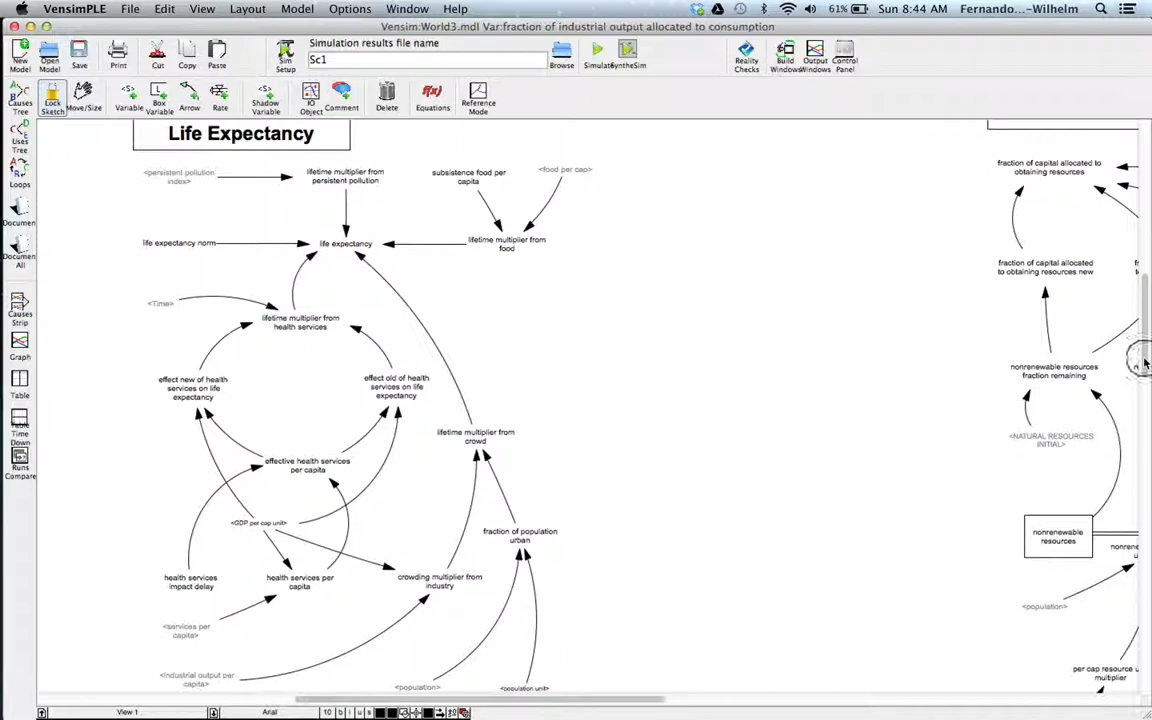 VensimPLE File Edit View Layout Model Options Window Help 61% Sun 8:44 AM Fernando...-Wilhelm
Vensim:World3.mdl Var:fraction of industrial output allocated to consumption
New Model
Open Model
Save
Print
Cut
Copy
Paste
Sim Setup
Simulation results file name
Sc1
Browse
Simulate
SyntheSim
Reality Checks
Build Windows
Output Windows
Control Panel
Causes Tree
Lock Sketch
Move/Size
Variable
Box Variable
Arrow
Rate
Shadow Variable
IO Object
Comment
Delete
f(x)
Equations
Reference Mode
Uses Tree
Loops
Documen
Documen All
Causes Strip
Graph
Table
Table Time Down
Runs Compare
Life Expectancy
<persistent pollution
index>
lifetime multiplier from
persistent pollution
subsistence food per
capita
<food per cap>
life expectancy norm
life expectancy
lifetime multiplier from
food
<Time>
lifetime multiplier from
health services
effect new of health
services on life
expectancy
effect old of health
services on life
expectancy
lifetime multiplier from
crowd
effective health services
per capita
<GDP per cap unit>
fraction of population
urban
health services
impact delay
health services per
capita
crowding multiplier from
industry
<services per
capita>
<industrial output per
capita>
<population>
<population unit>
fraction of capital allocated to
obtaining resources
fraction of capital allocated
to obtaining resources new
nonrenewable resources
fraction remaining
<NATURAL RESOURCES
INITIAL>
nonrenewable
resources
nonrene
<population>
per cap resource u
multiplier
View 1
Arial
10
b i u s